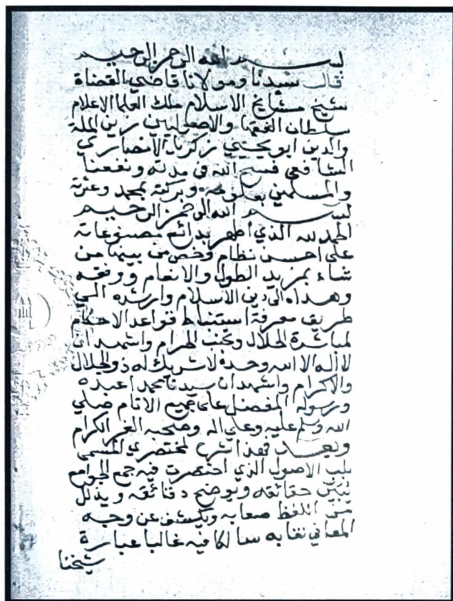 بسم الله الرحمن الرحيم
قال سيدنا ومولانا قاضي القضاة
شيخ مشايخ الاسلام ملك العلما الاعلام
سلطان الفقها والاصوليين زين الملة
والدين ابو يحيى زكريا الانصاري
الشافعي فسح الله في مدته ونفعنا
والمسلمين بعلومه وبركته بمحمد وعترته
بسم الله الرحمن الرحيم
الحمد لله الذي اظهر بدائع مصنوعاته
على احسن نظام وخصص من بينها من
شاء بمزيد الطول والانعام ووفقه
وهداه الى دين الاسلام وارشده الى
طريق معرفة استنباط قواعد الاحكام
لمباشرة الحلال وتجنب الحرام واشهد ان
لا اله الا الله وحده لا شريك له ذو الجلال
والاكرام واشهد ان سيدنا محمدا عبده
ورسوله المفضل على جميع الانام صلي
الله وسلم عليه وعلى اله وصحبه الغر الكرام
وبعد فهذا شرح لمختصري المسمى
بلب الاصول الذي اختصرت فيه جمع الجوامع
يبين حقائقه ويوضح دقائقه ويذلل
من اللفظ صعابه ويكشف عن وجه
المعاني نقابه سالكا فيه غالبا عبارة
شيخنا